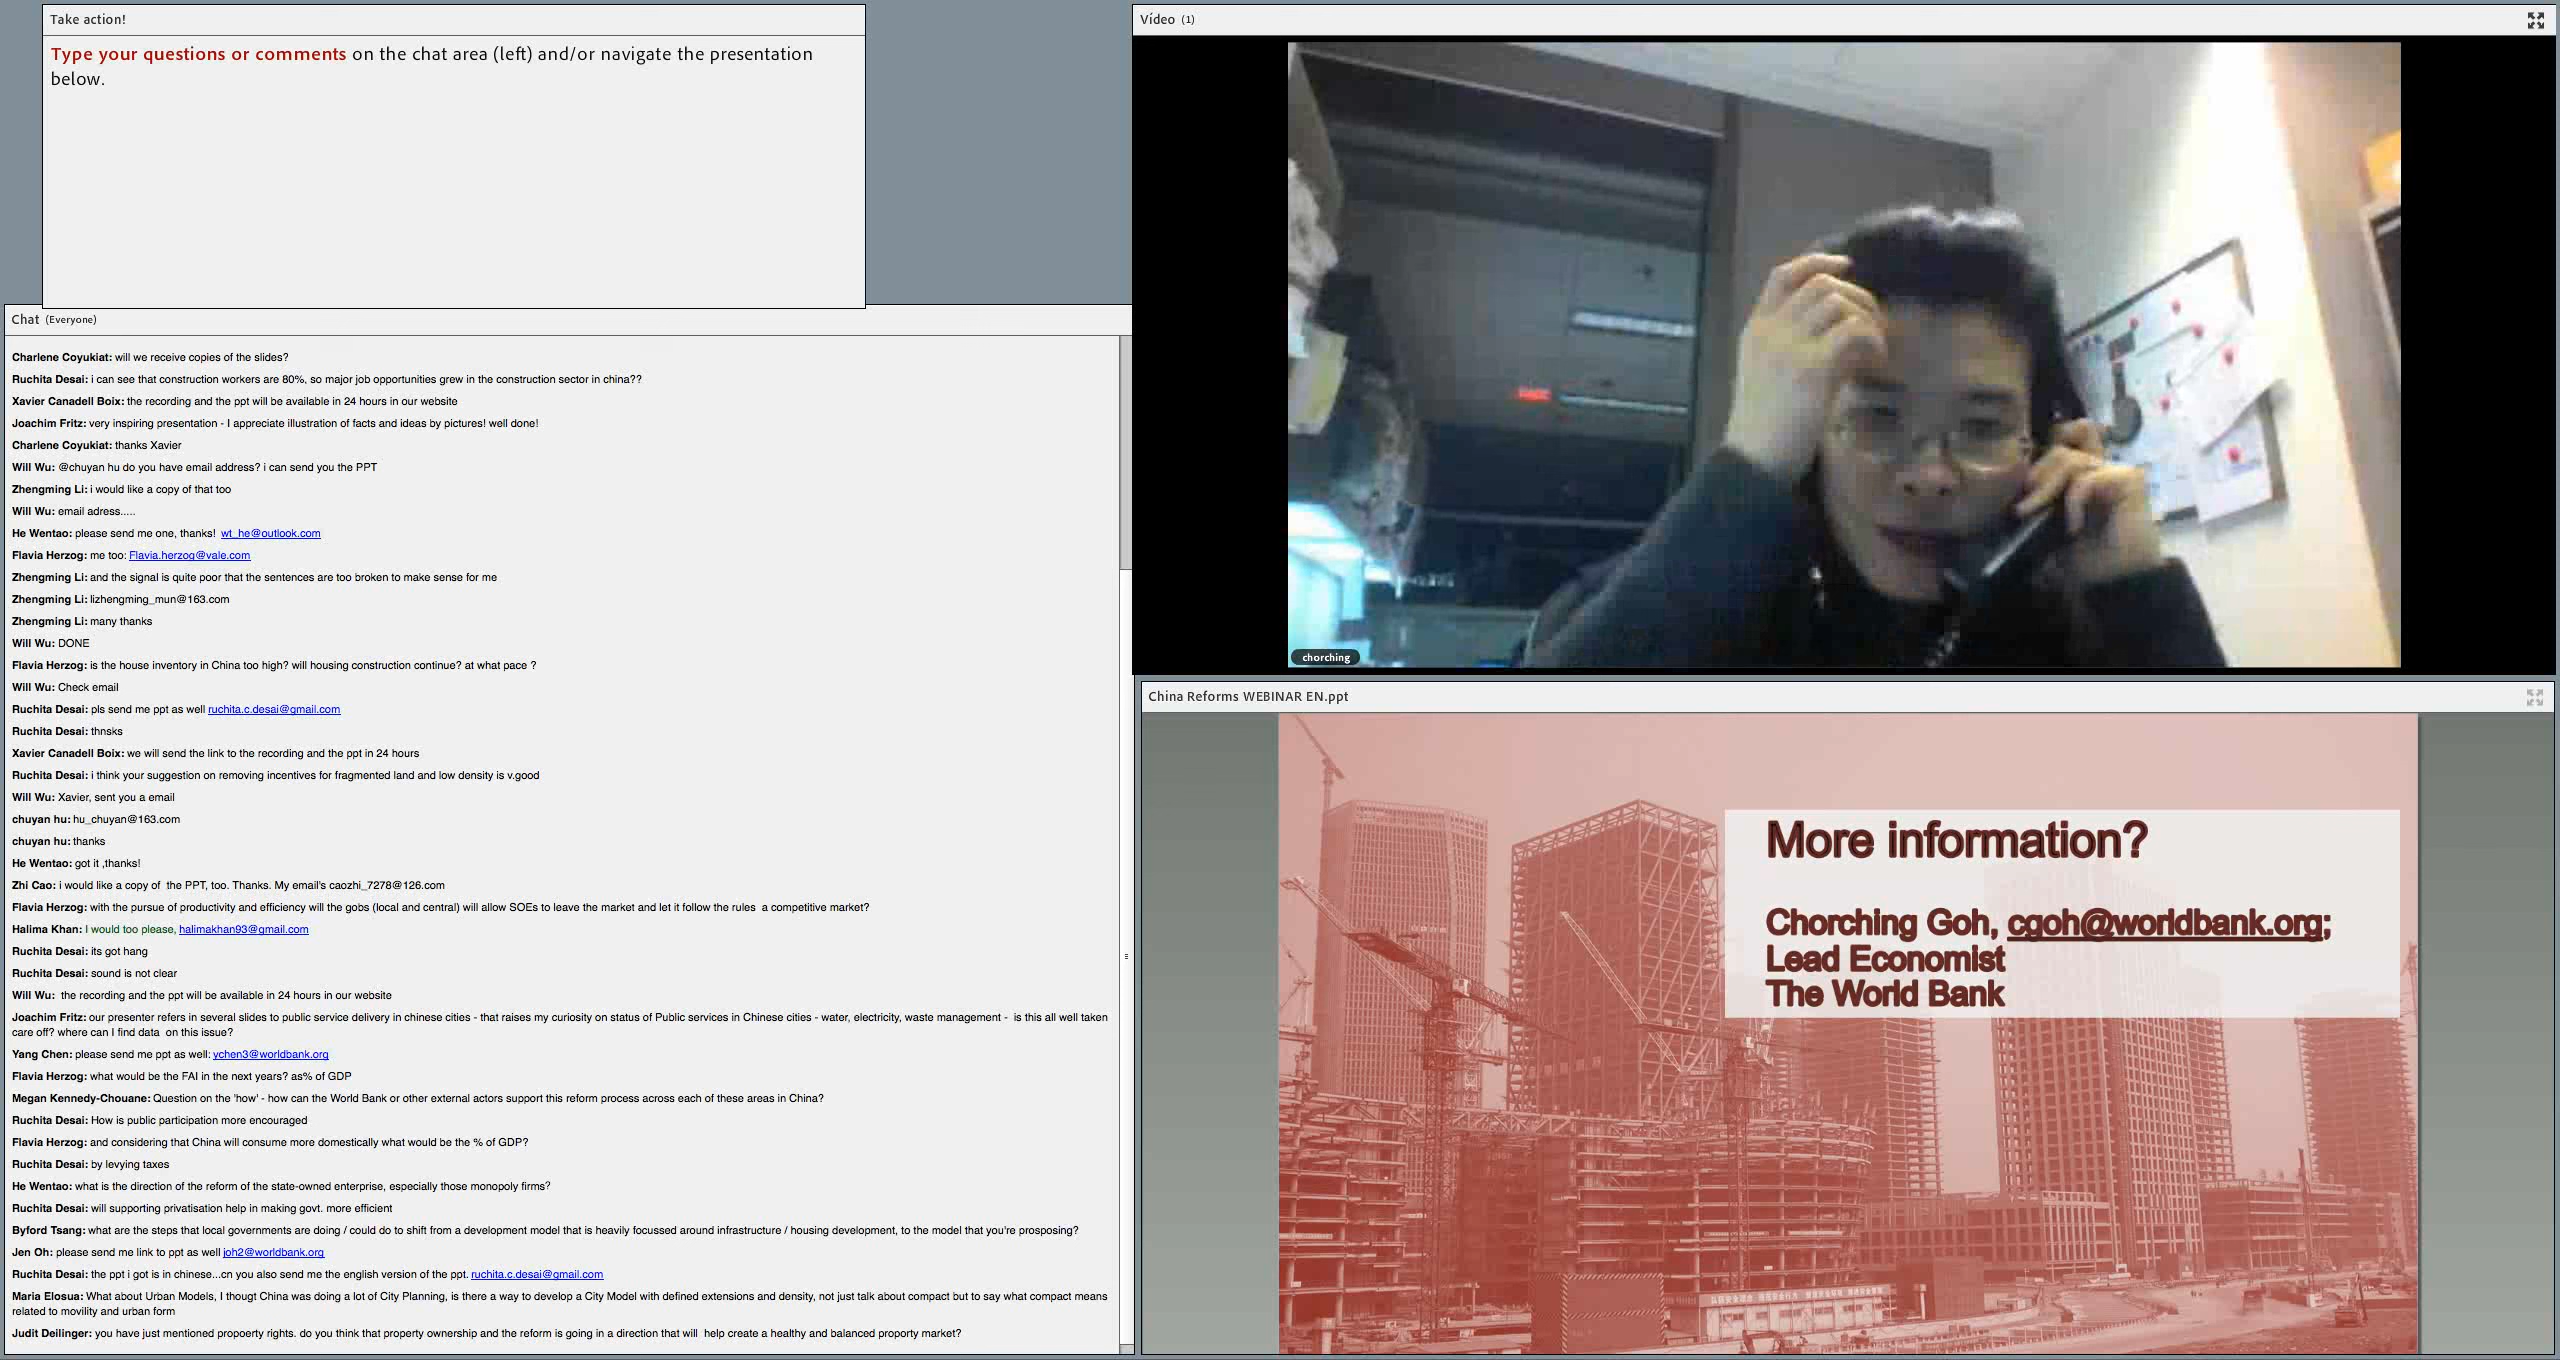 Take action!
Type your questions or comments on the chat area (left) and/or navigate the presentation
below.
Chat (Everyone)
Charlene Coyukiat: will we receive copies of the slides?
Ruchita Desai: i can see that construction workers are 80%, so major job opportunities grew in the construction sector in china??
Xavier Canadell Boix: the recording and the ppt will be available in 24 hours in our website
Joachim Fritz: very inspiring presentation - I appreciate illustration of facts and ideas by pictures! well done!
Charlene Coyukiat: thanks Xavier
Will Wu: @chuyan hu do you have email address? i can send you the PPT
Zhengming Li: i would like a copy of that too
Will Wu: email adress.....
He Wentao: please send me one, thanks! wt_he@outlook.com
Flavia Herzog: me too: Flavia.herzog@vale.com
Zhengming Li: and the signal is quite poor that the sentences are too broken to make sense for me
Zhengming Li: lizhengming_mun@163.com
Zhengming Li: many thanks
Will Wu: DONE
Flavia Herzog: is the house inventory in China too high? will housing construction continue? at what pace ?
Will Wu: Check email
Ruchita Desai: pls send me ppt as well ruchita.c.desai@gmail.com
Ruchita Desai: thnsks
Xavier Canadell Boix: we will send the link to the recording and the ppt in 24 hours
Ruchita Desai: i think your suggestion on removing incentives for fragmented land and low density is v.good
Will Wu: Xavier, sent you a email
chuyan hu: hu_chuyan@163.com
chuyan hu: thanks
He Wentao: got it ,thanks!
Zhi Cao: i would like a copy of the PPT, too. Thanks. My email's caozhi_7278@126.com
Flavia Herzog: with the pursue of productivity and efficiency will the gobs (local and central) will allow SOEs to leave the market and let it follow the rules a competitive market?
Halima Khan: I would too please, halimakhan93@gmail.com
Ruchita Desai: its got hang
Ruchita Desai: sound is not clear
Will Wu: the recording and the ppt will be available in 24 hours in our website
Joachim Fritz: our presenter refers in several slides to public service delivery in chinese cities - that raises my curiosity on status of Public services in Chinese cities - water, electricity, waste management - is this all well taken
care off? where can I find data on this issue?
Yang Chen: please send me ppt as well: ychen3@worldbank.org
Flavia Herzog: what would be the FAI in the next years? as% of GDP
Megan Kennedy-Chouane: Question on the 'how' - how can the World Bank or other external actors support this reform process across each of these areas in China?
Ruchita Desai: How is public participation more encouraged
Flavia Herzog: and considering that China will consume more domestically what would be the % of GDP?
Ruchita Desai: by levying taxes
He Wentao: what is the direction of the reform of the state-owned enterprise, especially those monopoly firms?
Ruchita Desai: will supporting privatisation help in making govt. more efficient
Byford Tsang: what are the steps that local governments are doing / could do to shift from a development model that is heavily focussed around infrastructure / housing development, to the model that you're prosposing?
Jen Oh: please send me link to ppt as well joh2@worldbank.org
Ruchita Desai: the ppt i got is in chinese...cn you also send me the english version of the ppt. ruchita.c.desai@gmail.com
Maria Elosua: What about Urban Models, I thougt China was doing a lot of City Planning, is there a way to develop a City Model with defined extensions and density, not just talk about compact but to say what compact means
related to movility and urban form
Judit Deilinger: you have just mentioned propoerty rights. do you think that property ownership and the reform is going in a direction that will help create a healthy and balanced proporty market?
Vídeo (1)
chorching
China Reforms WEBINAR EN.ppt
More information?
Chorching Goh, cgoh@worldbank.org;
Lead Economist
The World Bank